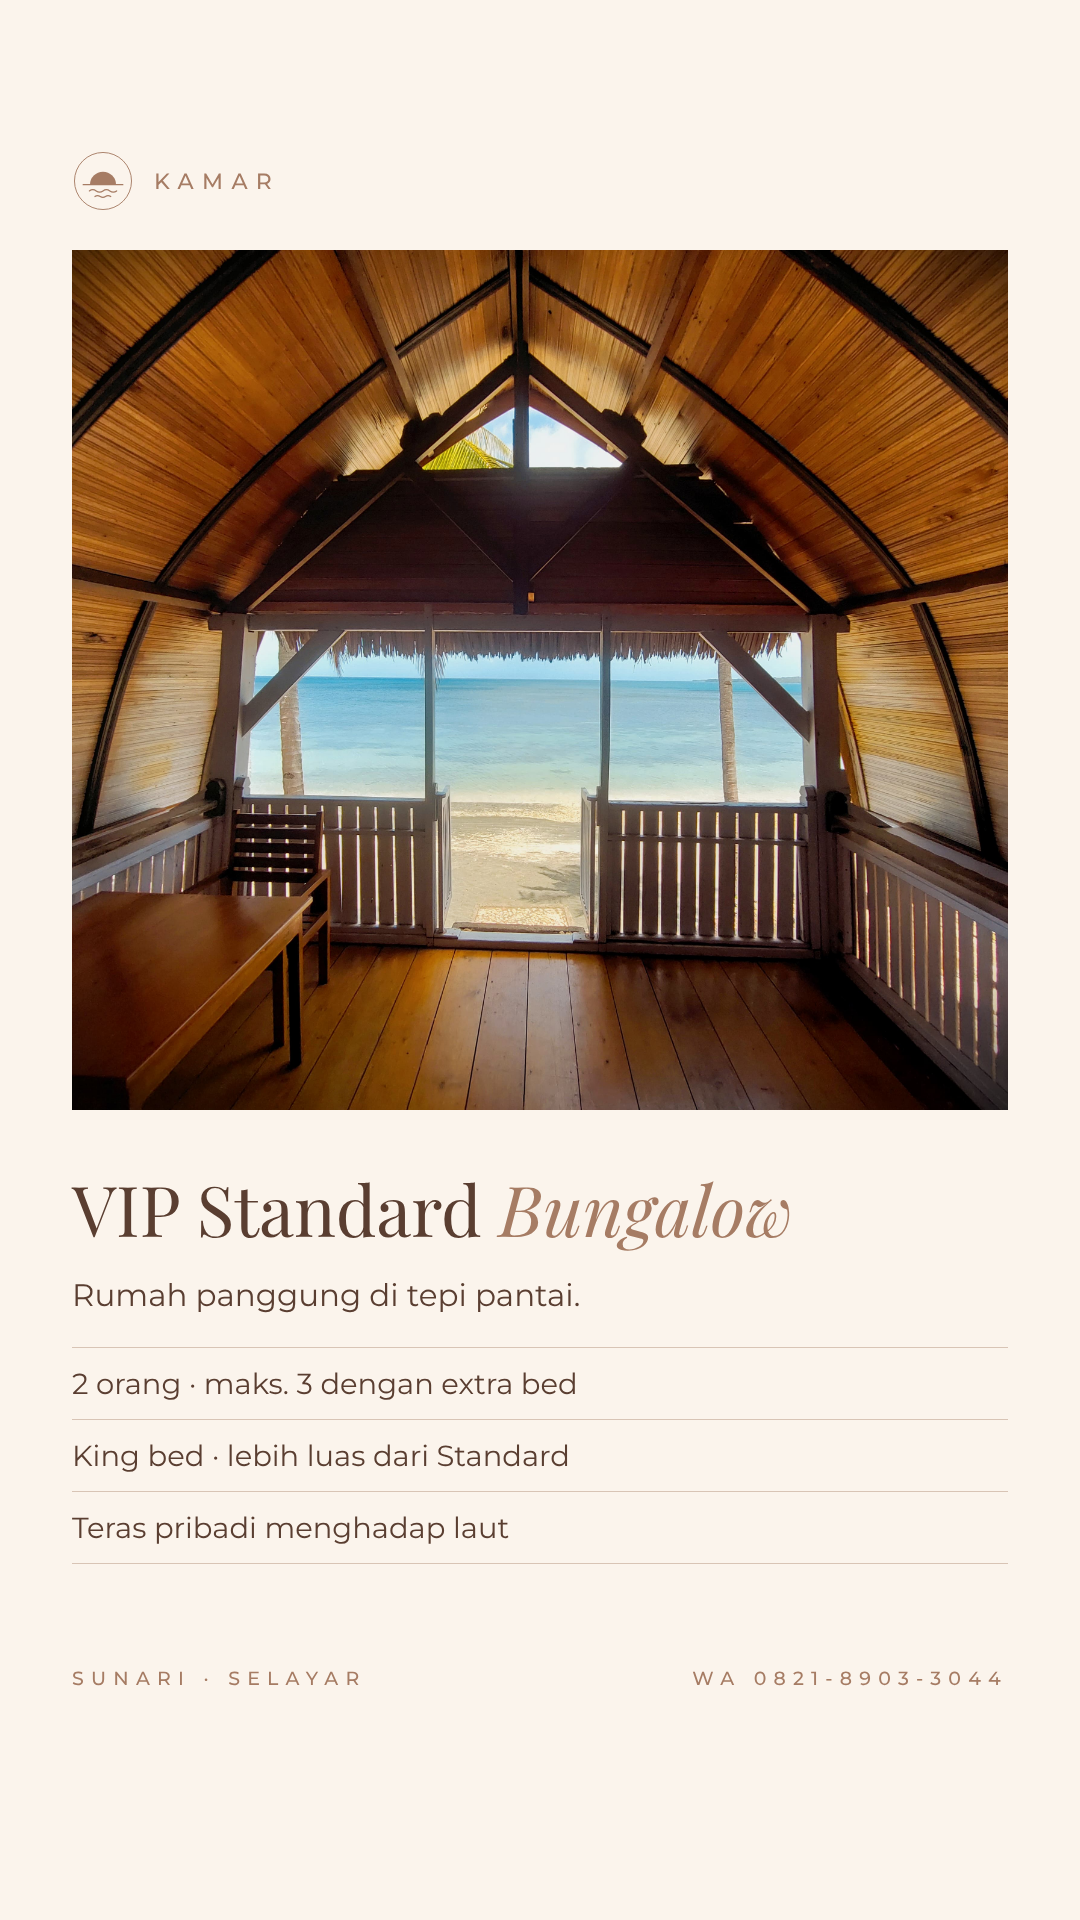 KAMAR
VIP Standard Bungalow
Rumah panggung di tepi pantai.
2 orang · maks. 3 dengan extra bed
King bed · lebih luas dari Standard
Teras pribadi menghadap laut
SUNARI · SELAYAR
WA 0821-8903-3044